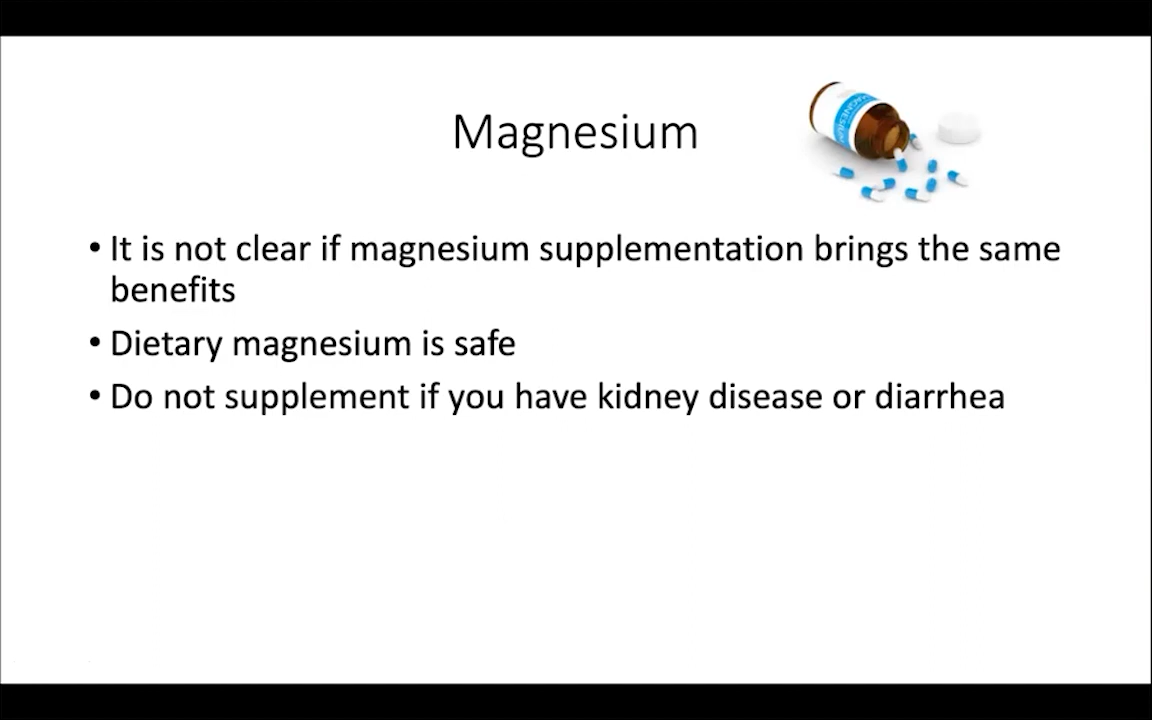 Magnesium
MAGNESIUM
• It is not clear if magnesium supplementation brings the same
benefits
• Dietary magnesium is safe
• Do not supplement if you have kidney disease or diarrhea